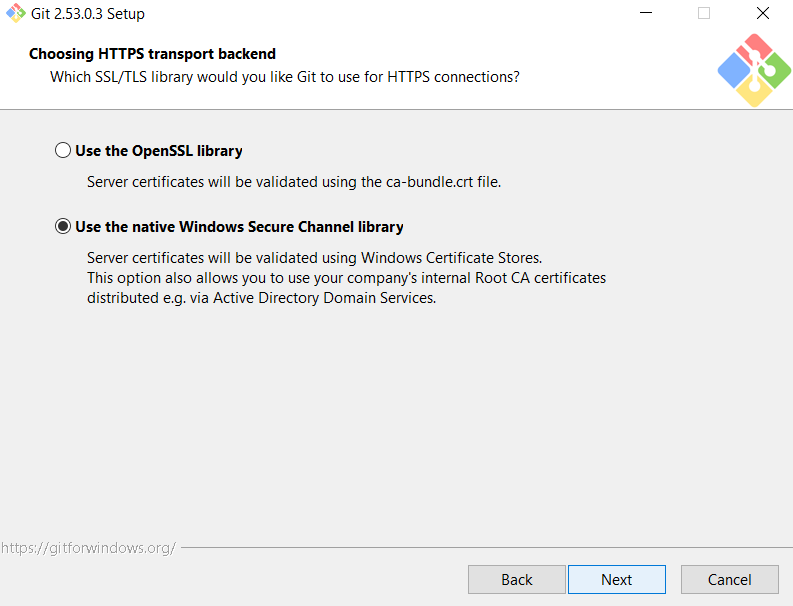 Git 2.53.0.3 Setup
Choosing HTTPS transport backend
Which SSL/TLS library would you like Git to use for HTTPS connections?
Use the OpenSSL library
Server certificates will be validated using the ca-bundle.crt file.
Use the native Windows Secure Channel library
Server certificates will be validated using Windows Certificate Stores.
This option also allows you to use your company's internal Root CA certificates
distributed e.g. via Active Directory Domain Services.
https://gitforwindows.org/
Back
Next
Cancel